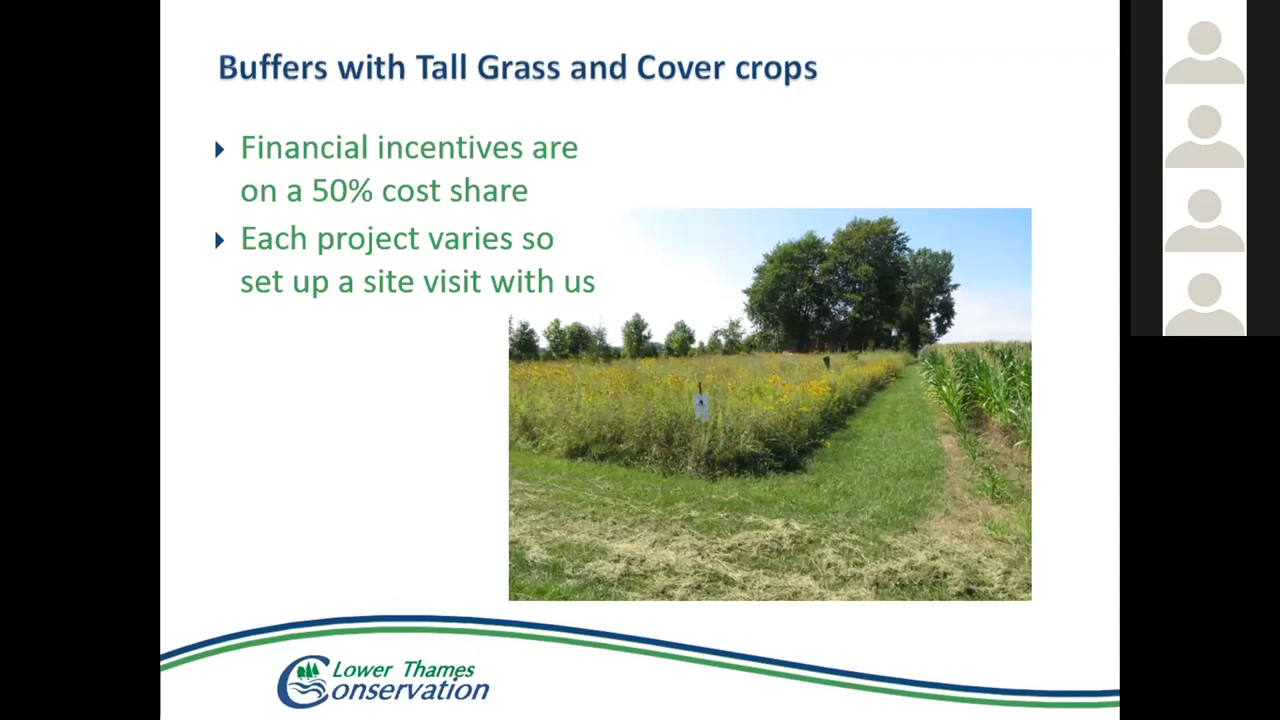 Buffers with Tall Grass and Cover crops
Financial incentives are
on a 50% cost share
Each project varies so
set up a site visit with us
Lower Thames
Conservation